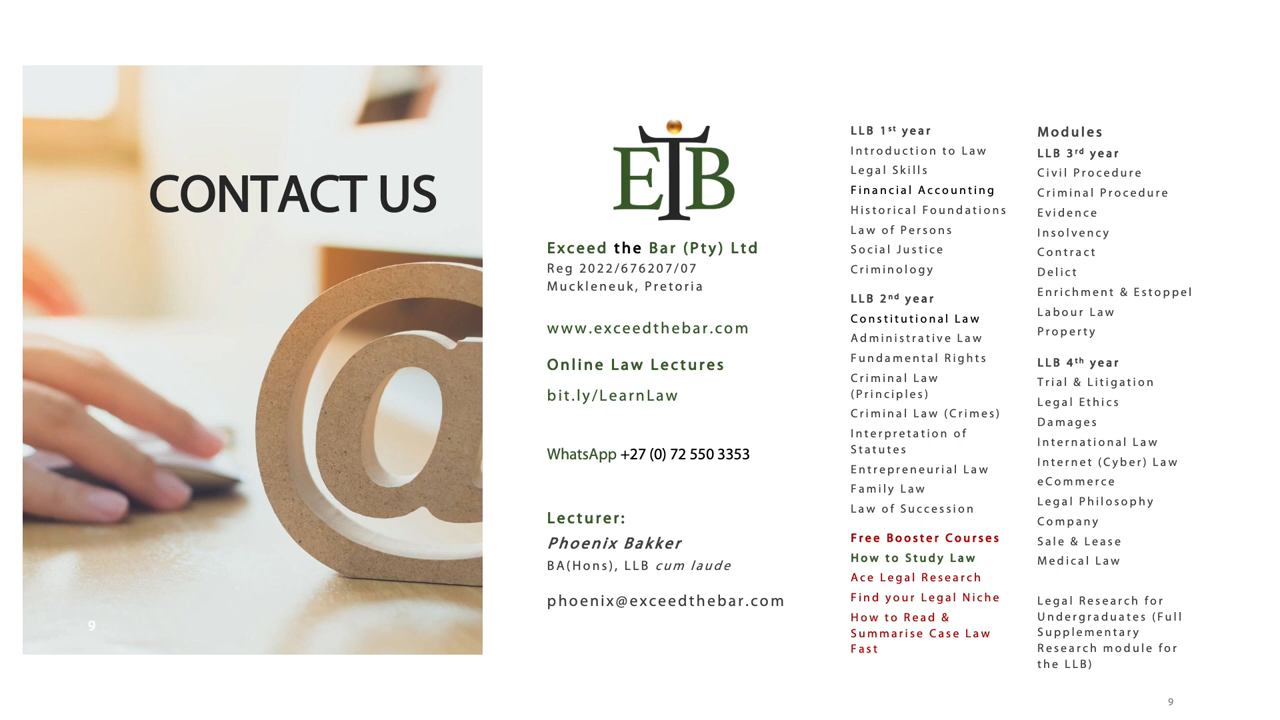 CONTACT US
9
ETB
Exceed the Bar (Pty) Ltd
Reg 2022/676207/07
Muckleneuk, Pretoria
www.exceedthebar.com
Online Law Lectures
bit.ly/LearnLaw
WhatsApp +27 (0) 72 550 3353
Lecturer:
Phoenix Bakker
BA(Hons), LLB cum laude
phoenix@exceedthebar.com
LLB 1st year
Introduction to Law
Legal Skills
Financial Accounting
Historical Foundations
Law of Persons
Social Justice
Criminology
LLB 2nd year
Constitutional Law
Administrative Law
Fundamental Rights
Criminal Law
(Principles)
Criminal Law (Crimes)
Interpretation of
Statutes
Entrepreneurial Law
Family Law
Law of Succession
Free Booster Courses
How to Study Law
Ace Legal Research
Find your Legal Niche
How to Read &
Summarise Case Law
Fast
Modules
LLB 3rd year
Civil Procedure
Criminal Procedure
Evidence
Insolvency
Contract
Delict
Enrichment & Estoppel
Labour Law
Property
LLB 4th year
Trial & Litigation
Legal Ethics
Damages
International Law
Internet (Cyber) Law
eCommerce
Legal Philosophy
Company
Sale & Lease
Medical Law
Legal Research for
Undergraduates (Full
Supplementary
Research module for
the LLB)
9